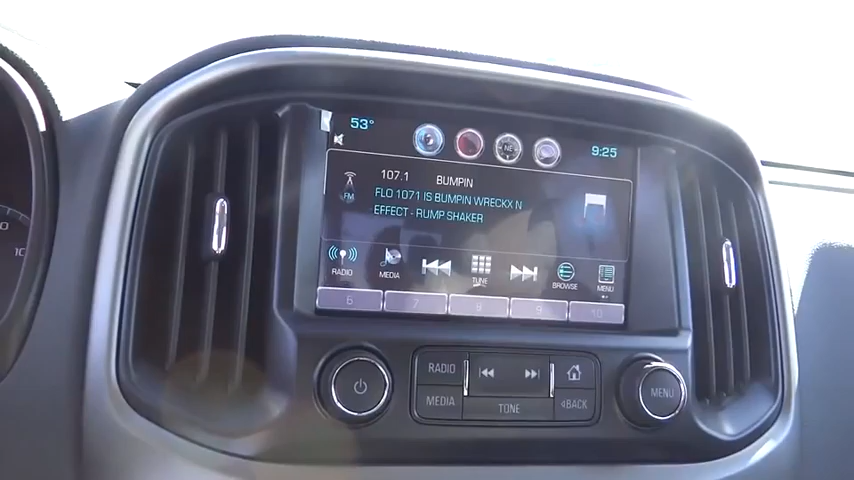 53°
9:25
NE
107.1 BUMPIN
FM
FLO 1071 IS BUMPIN WRECKX N
EFFECT - RUMP SHAKER
RADIO MEDIA TUNE BROWSE MENU
6 7 8 9 10
RADIO
MEDIA TONE BACK
MENU